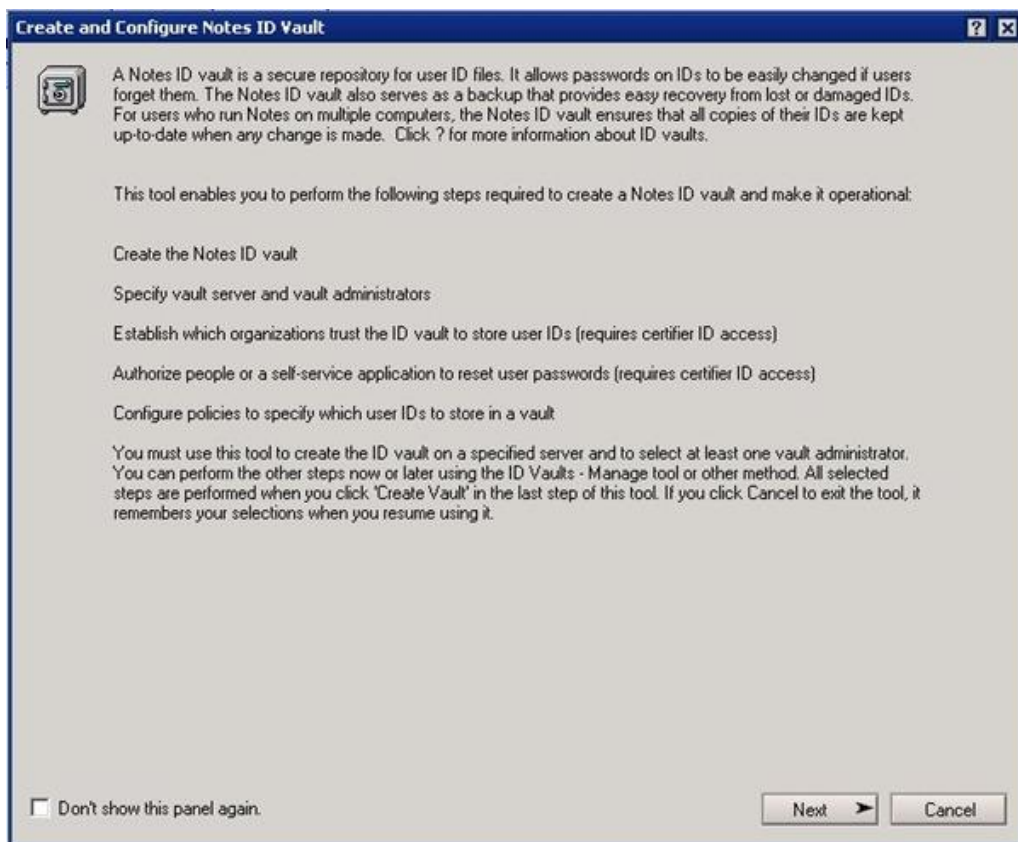 Create and Configure Notes ID Vault
A Notes ID vault is a secure repository for user ID files. It allows passwords on IDs to be easily changed if users
forget them. The Notes ID vault also serves as a backup that provides easy recovery from lost or damaged IDs.
For users who run Notes on multiple computers, the Notes ID vault ensures that all copies of their IDs are kept
up-to-date when any change is made. Click ? for more information about ID vaults.
This tool enables you to perform the following steps required to create a Notes ID vault and make it operational:
Create the Notes ID vault
Specify vault server and vault administrators
Establish which organizations trust the ID vault to store user IDs (requires certifier ID access)
Authorize people or a self-service application to reset user passwords (requires certifier ID access)
Configure policies to specify which user IDs to store in a vault
You must use this tool to create the ID vault on a specified server and to select at least one vault administrator.
You can perform the other steps now or later using the ID Vaults - Manage tool or other method. All selected
steps are performed when you click 'Create Vault' in the last step of this tool. If you click Cancel to exit the tool, it
remembers your selections when you resume using it.
Don't show this panel again.
Next
Cancel